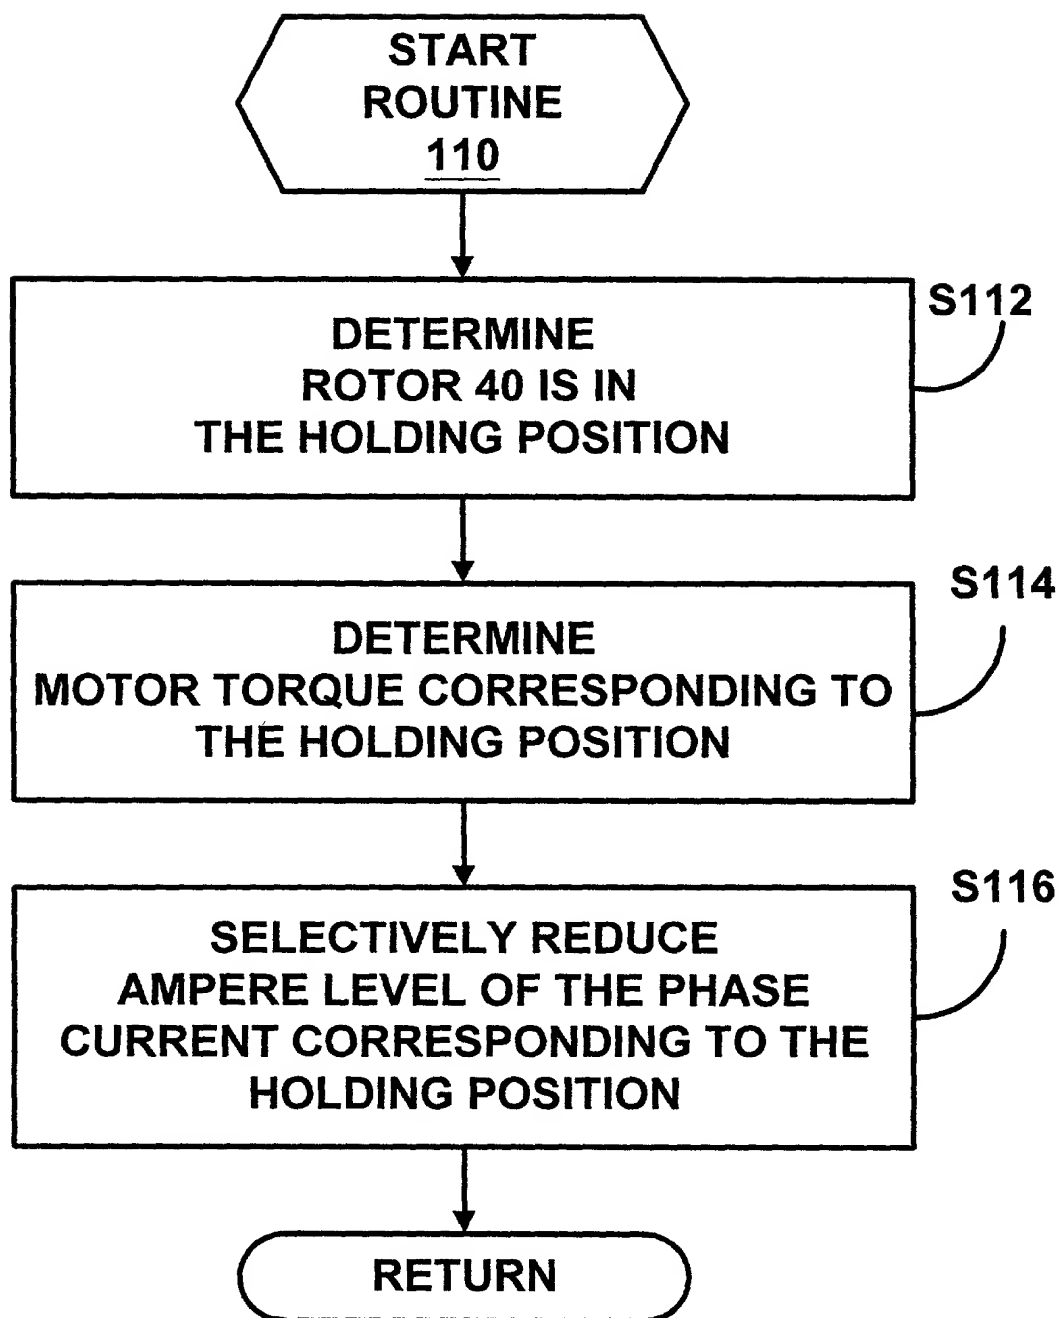 START
ROUTINE
110
S112
DETERMINE
ROTOR 40 IS IN
THE HOLDING POSITION
S114
DETERMINE
MOTOR TORQUE CORRESPONDING TO
THE HOLDING POSITION
S116
SELECTIVELY REDUCE
AMPERE LEVEL OF THE PHASE
CURRENT CORRESPONDING TO THE
HOLDING POSITION
RETURN